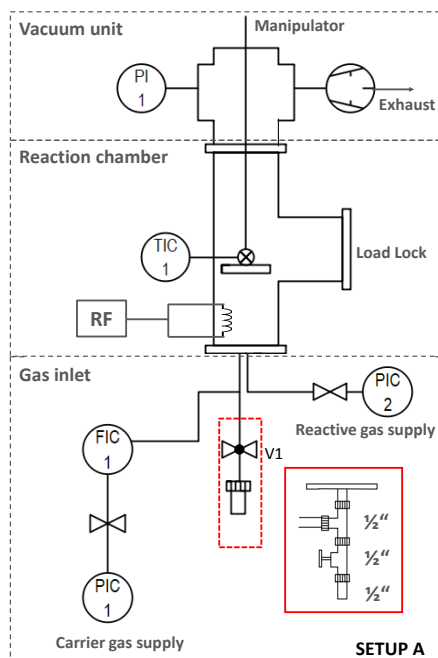 Vacuum unit
Manipulator
PI
1
Exhaust
Reaction chamber
TIC
1
Load Lock
RF
Gas inlet
PIC
2
Reactive gas supply
FIC
1
V1
½“
½“
½“
PIC
1
Carrier gas supply
SETUP A